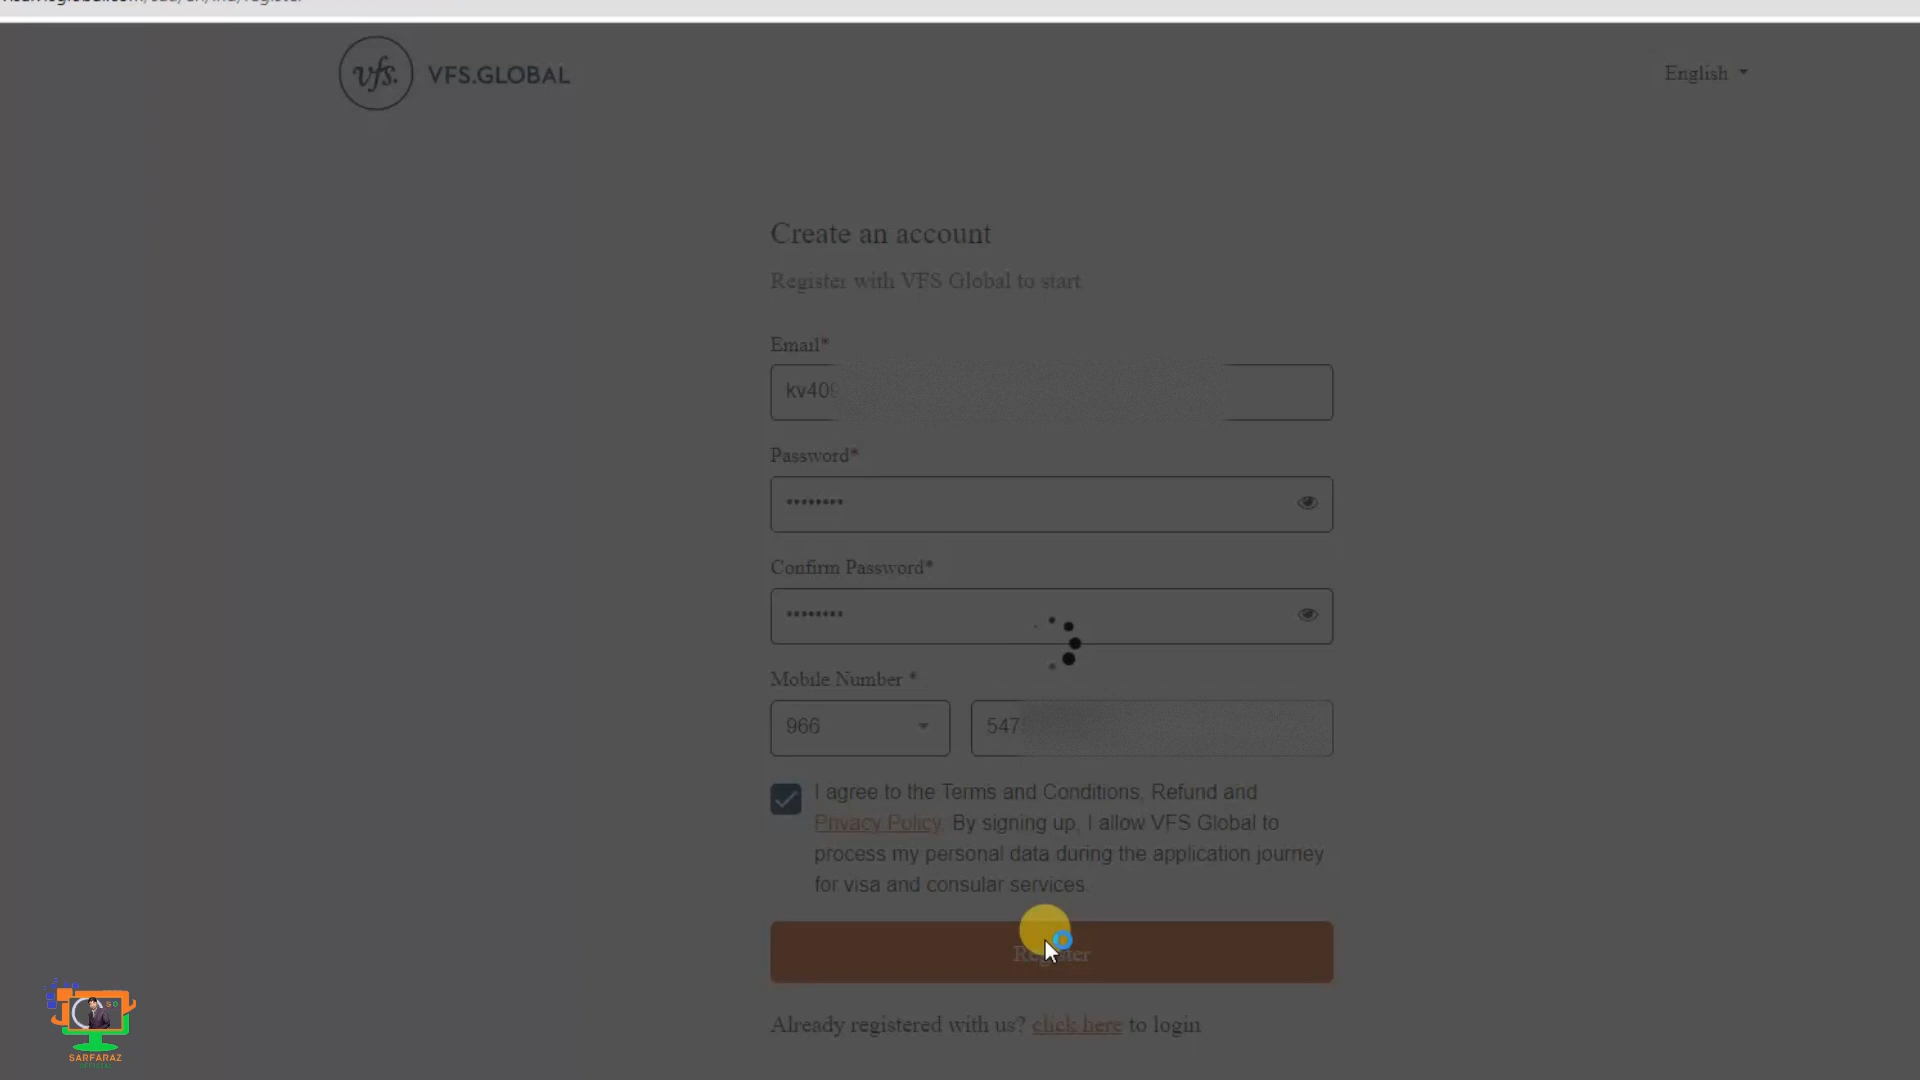 vfs. VFS.GLOBAL
English
Create an account
Register with VFS Global to start
Email*
kv409
Password*
••••••••
Confirm Password*
••••••••
Mobile Number *
966
547
I agree to the Terms and Conditions, Refund and
Privacy Policy. By signing up, I allow VFS Global to
process my personal data during the application journey
for visa and consular services.
Register
Already registered with us? click here to login
SARFARAZ